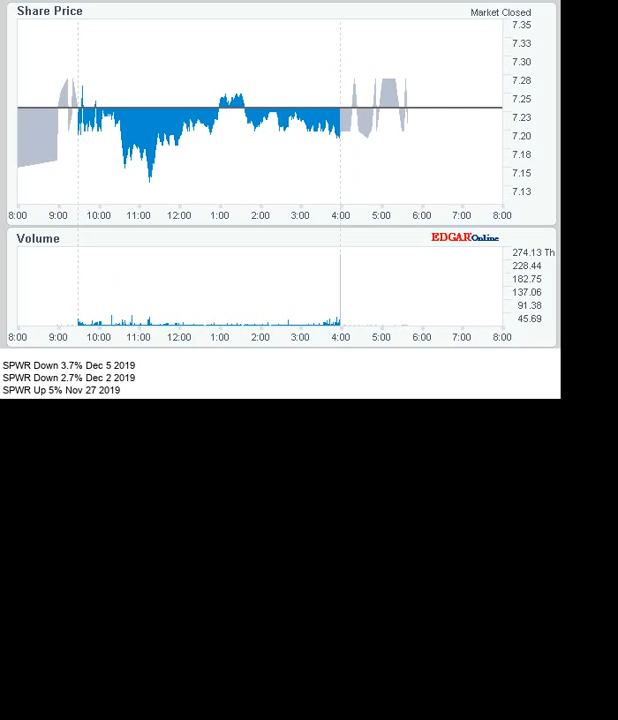 Share Price
Market Closed
7.35
7.33
7.30
7.28
7.25
7.23
7.20
7.18
7.15
7.13
8:00 9:00 10:00 11:00 12:00 1:00 2:00 3:00 4:00 5:00 6:00 7:00 8:00
Volume
EDGAR Online
274.13 Th
228.44
182.75
137.06
91.38
45.69
8:00 9:00 10:00 11:00 12:00 1:00 2:00 3:00 4:00 5:00 6:00 7:00 8:00
SPWR Down 3.7% Dec 5 2019
SPWR Down 2.7% Dec 2 2019
SPWR Up 5% Nov 27 2019